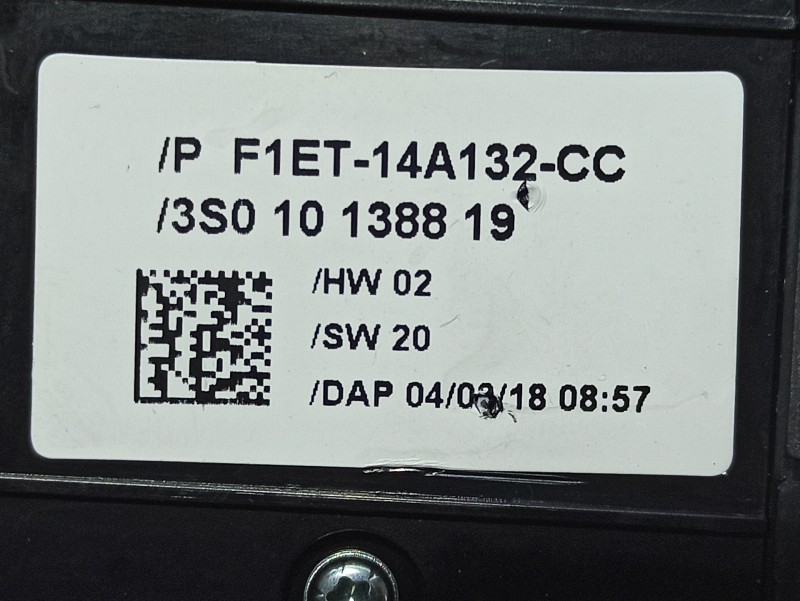 /P F1ET-14A132-CC
/3S0 10 1388 19
/HW 02
/SW 20
/DAP 04/03/18 08:57